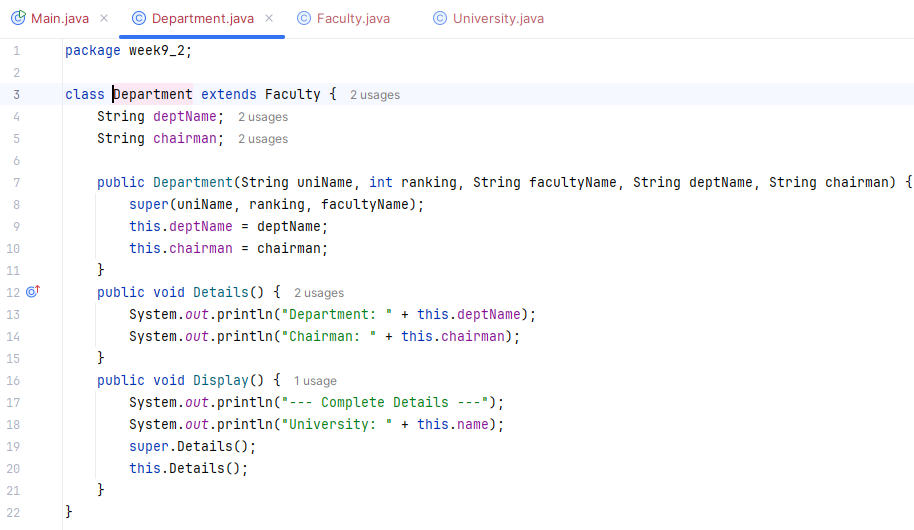 Main.java × Department.java × Faculty.java University.java
1 package week9_2;
2
3 class Department extends Faculty { 2 usages
4 String deptName; 2 usages
5 String chairman; 2 usages
6
7 public Department(String uniName, int ranking, String facultyName, String deptName, String chairman) {
8 super(uniName, ranking, facultyName);
9 this.deptName = deptName;
10 this.chairman = chairman;
11 }
12 public void Details() { 2 usages
13 System.out.println("Department: " + this.deptName);
14 System.out.println("Chairman: " + this.chairman);
15 }
16 public void Display() { 1 usage
17 System.out.println("--- Complete Details ---");
18 System.out.println("University: " + this.name);
19 super.Details();
20 this.Details();
21 }
22 }